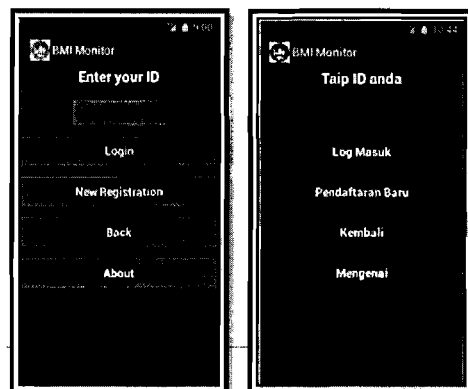 BMI Monitor
Enter your ID
Login
New Registration
Back
About
BMI Monitor
Taip ID anda
Log Masuk
Pendaftaran Baru
Kembali
Mengenai